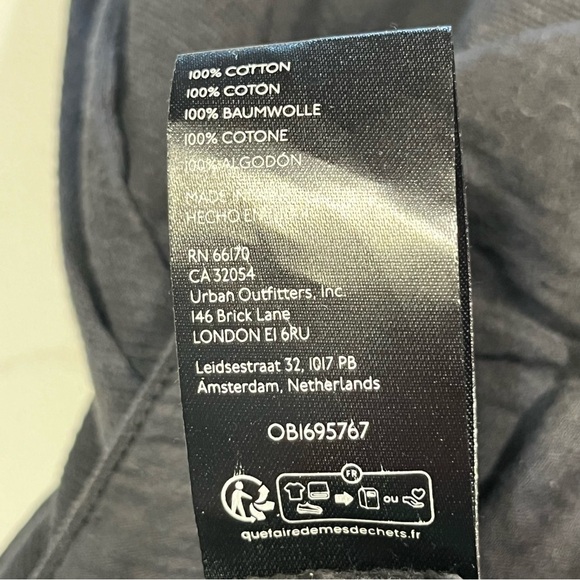 100% COTTON
100% COTON
100% BAUMWOLLE
100% COTONE
100% ALGODÓN
MADE
HECHO EN
RN 66170
CA 32054
Urban Outfitters, Inc.
146 Brick Lane
LONDON E1 6RU
Leidsestraat 32, 1017 PB
Amsterdam, Netherlands
OB1695767
FR
OU
quefairedemesdechets.fr